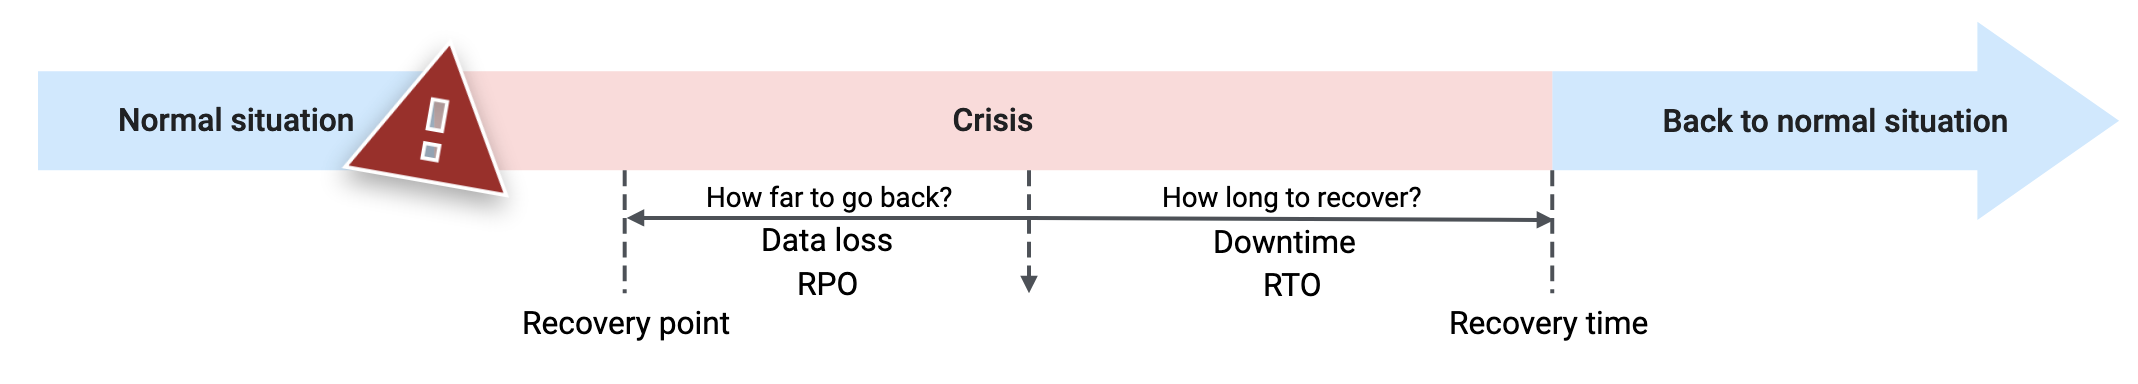 Normal situation
!
Crisis
Back to normal situation
How far to go back?
How long to recover?
Data loss
Downtime
RPO
RTO
Recovery point
Recovery time